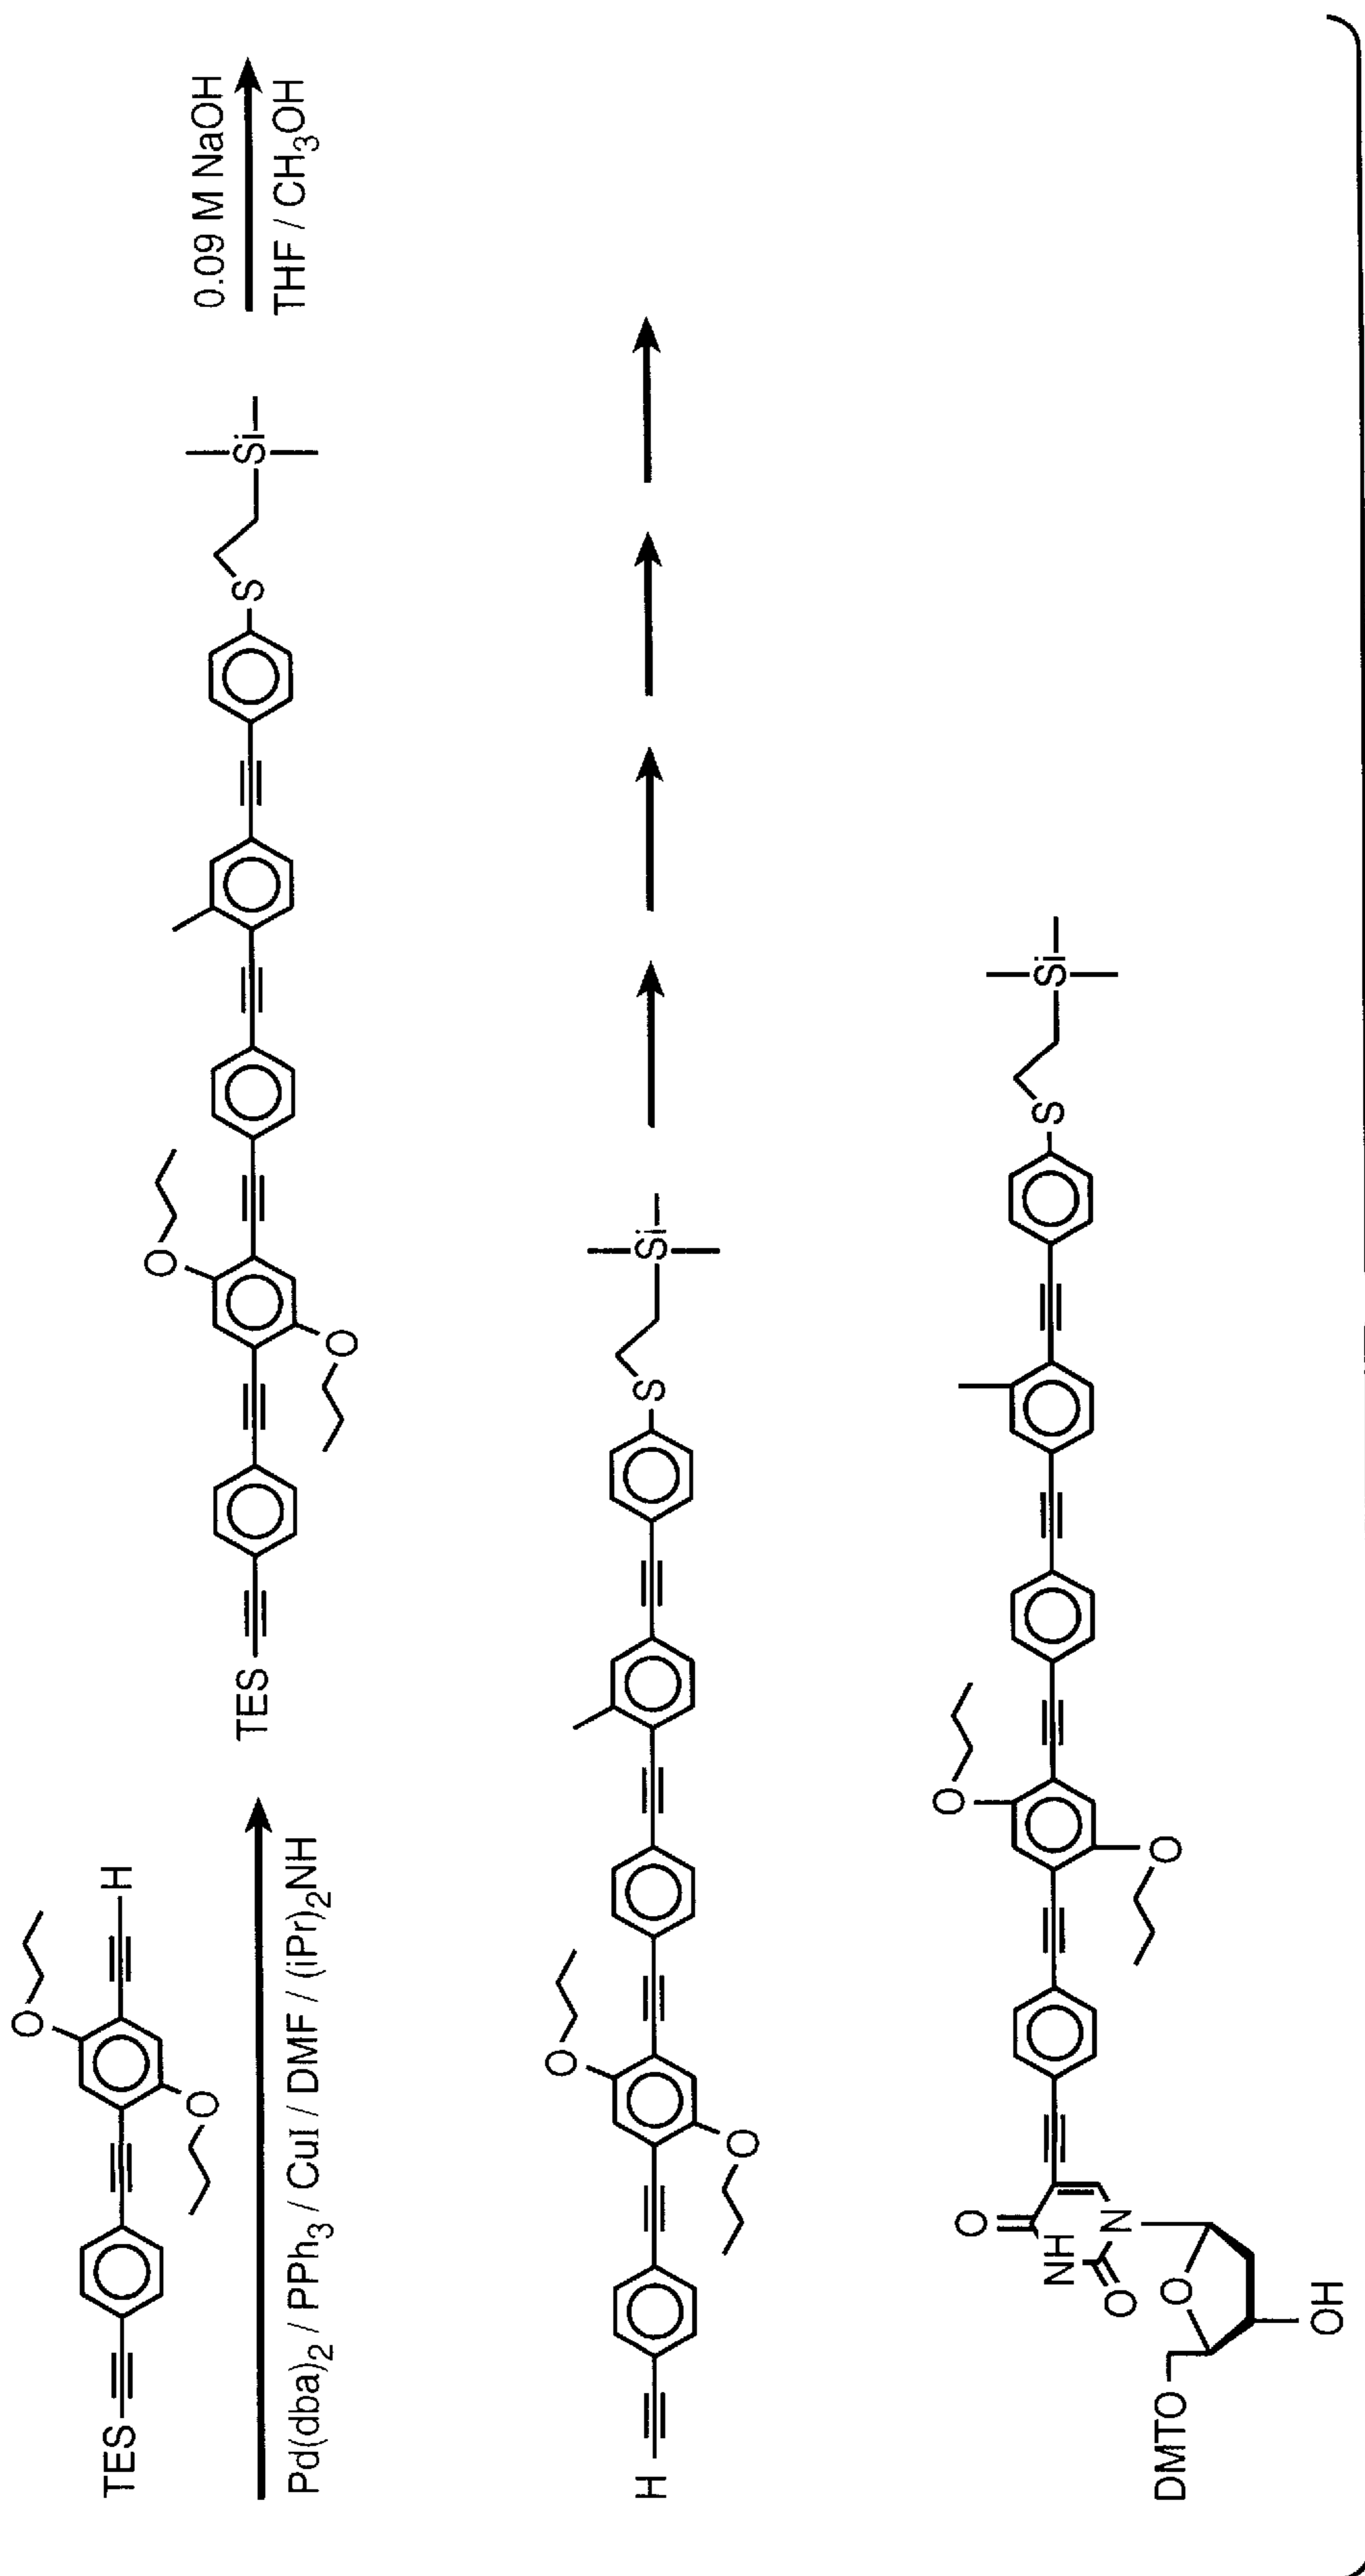 O
TES
H
O
Pd(dba)2 / PPh3 / CuI / DMF / (iPr)2NH
O
TES
S
Si
O
0.09 M NaOH
THF / CH3OH
O
H
S
Si
O
O
O
S
Si
NH
N
O
O
O
DMTO
OH